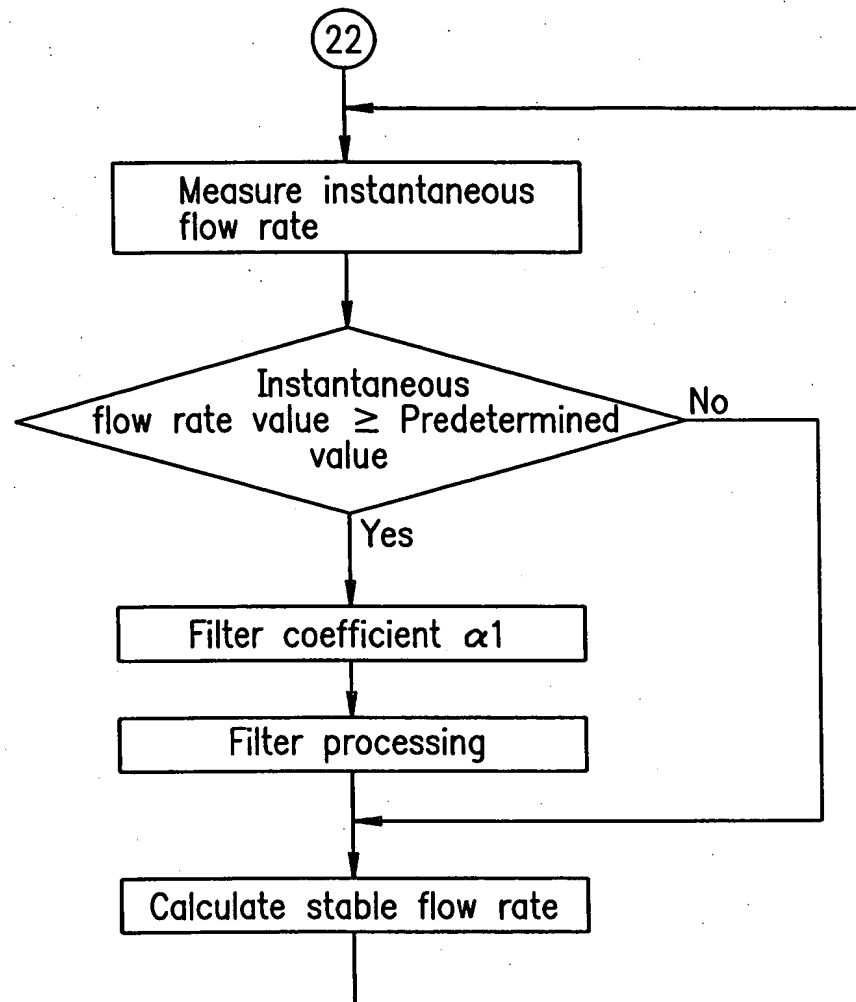 22
Measure instantaneous
flow rate
Instantaneous
flow rate value ≥ Predetermined
value
No
Yes
Filter coefficient α1
Filter processing
Calculate stable flow rate